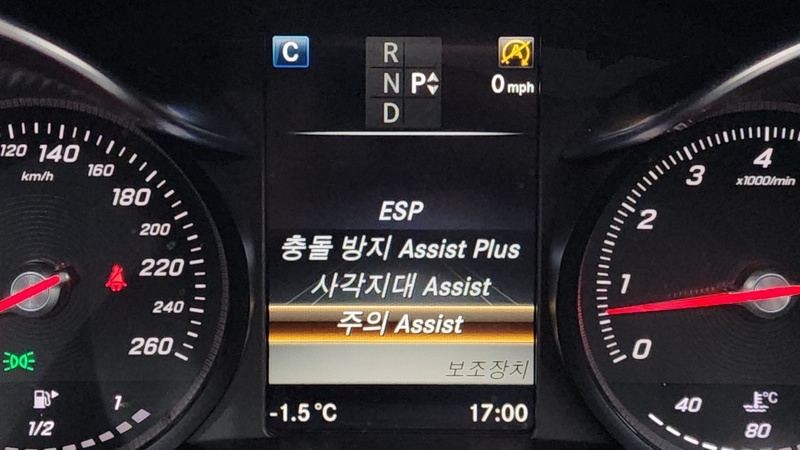 C
R
N P
D
A
0 mph
120 140 160
km/h
180
200
220
240
260
ESP
충돌 방지 Assist Plus
사각지대 Assist
주의 Assist
보조장치
-1.5°C 17:00
4
3
x1000/min
2
1
0
1/2 1
40 °C
80